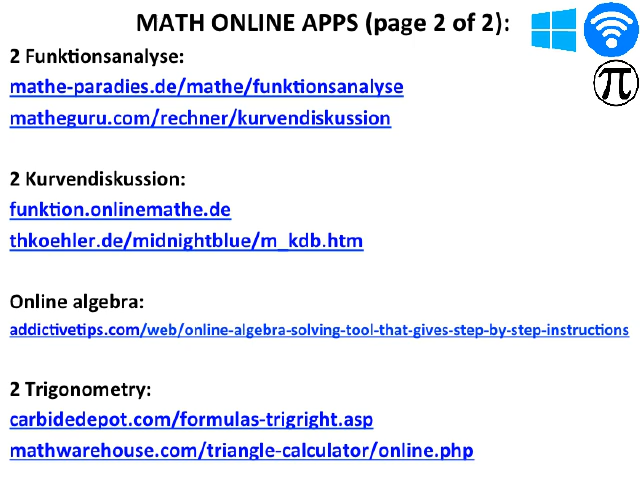 MATH ONLINE APPS (page 2 of 2):
2 Funktionsanalyse:
mathe-paradies.de/mathe/funktionsanalyse
matheguru.com/rechner/kurvendiskussion
2 Kurvendiskussion:
funktion.onlinemathe.de
thkoehler.de/midnightblue/m_kdb.htm
Online algebra:
addictivetips.com/web/online-algebra-solving-tool-that-gives-step-by-step-instructions
2 Trigonometry:
carbidedepot.com/formulas-trigright.asp
mathwarehouse.com/triangle-calculator/online.php
π